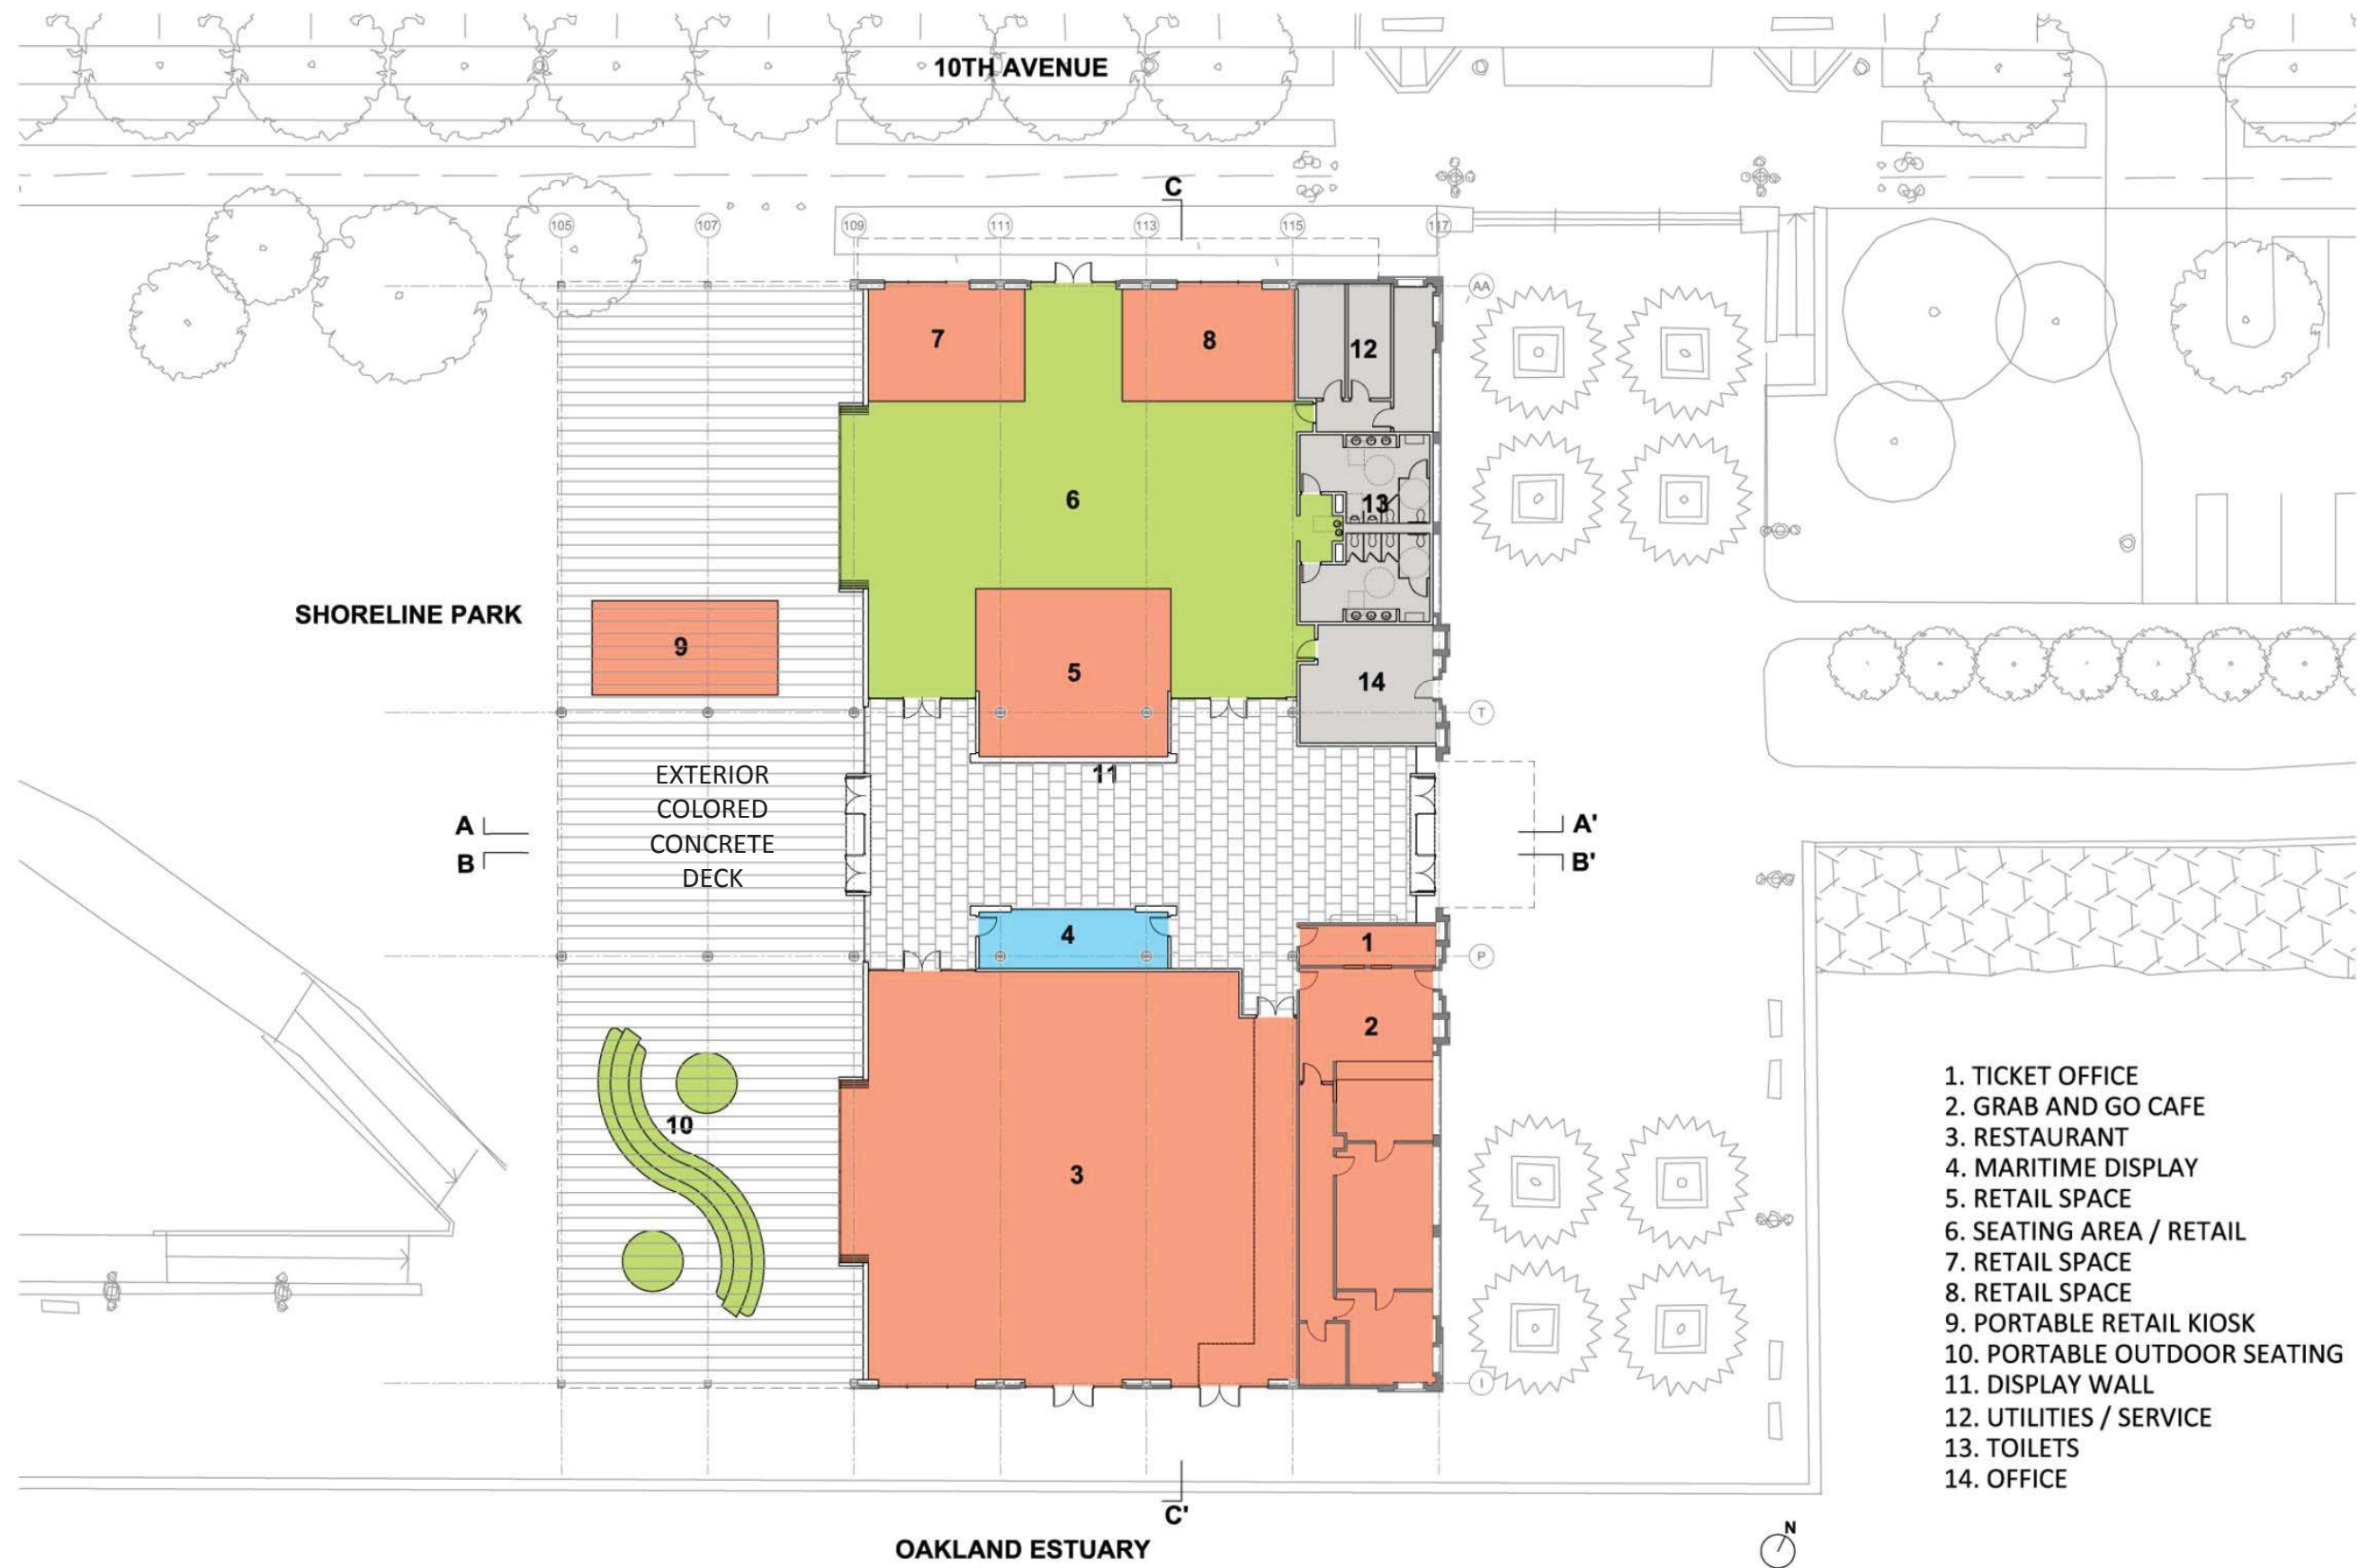 10TH AVENUE
C
105
107
109
111
113
115
117
AA
7
8
12
6
13
SHORELINE PARK
9
5
14
T
11
EXTERIOR
COLORED
CONCRETE
DECK
A
A'
B
B'
4
1
P
2
10
3
I
1. TICKET OFFICE
2. GRAB AND GO CAFE
3. RESTAURANT
4. MARITIME DISPLAY
5. RETAIL SPACE
6. SEATING AREA / RETAIL
7. RETAIL SPACE
8. RETAIL SPACE
9. PORTABLE RETAIL KIOSK
10. PORTABLE OUTDOOR SEATING
11. DISPLAY WALL
12. UTILITIES / SERVICE
13. TOILETS
14. OFFICE
C'
OAKLAND ESTUARY
N